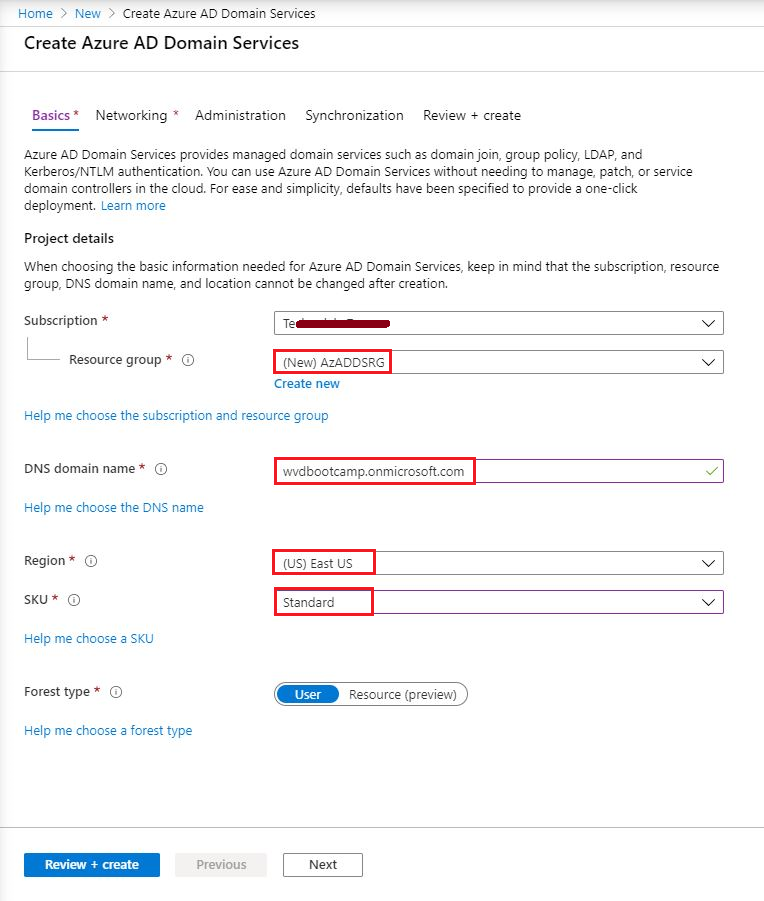 Home > New > Create Azure AD Domain Services
Create Azure AD Domain Services
Basics * Networking * Administration Synchronization Review + create
Azure AD Domain Services provides managed domain services such as domain join, group policy, LDAP, and
Kerberos/NTLM authentication. You can use Azure AD Domain Services without needing to manage, patch, or service
domain controllers in the cloud. For ease and simplicity, defaults have been specified to provide a one-click
deployment. Learn more
Project details
When choosing the basic information needed for Azure AD Domain Services, keep in mind that the subscription, resource
group, DNS domain name, and location cannot be changed after creation.
Subscription *
Resource group * (New) AzADDSRG
Create new
Help me choose the subscription and resource group
DNS domain name * wvdbootcamp.onmicrosoft.com
Help me choose the DNS name
Region * (US) East US
SKU * Standard
Help me choose a SKU
Forest type * User Resource (preview)
Help me choose a forest type
Review + create Previous Next